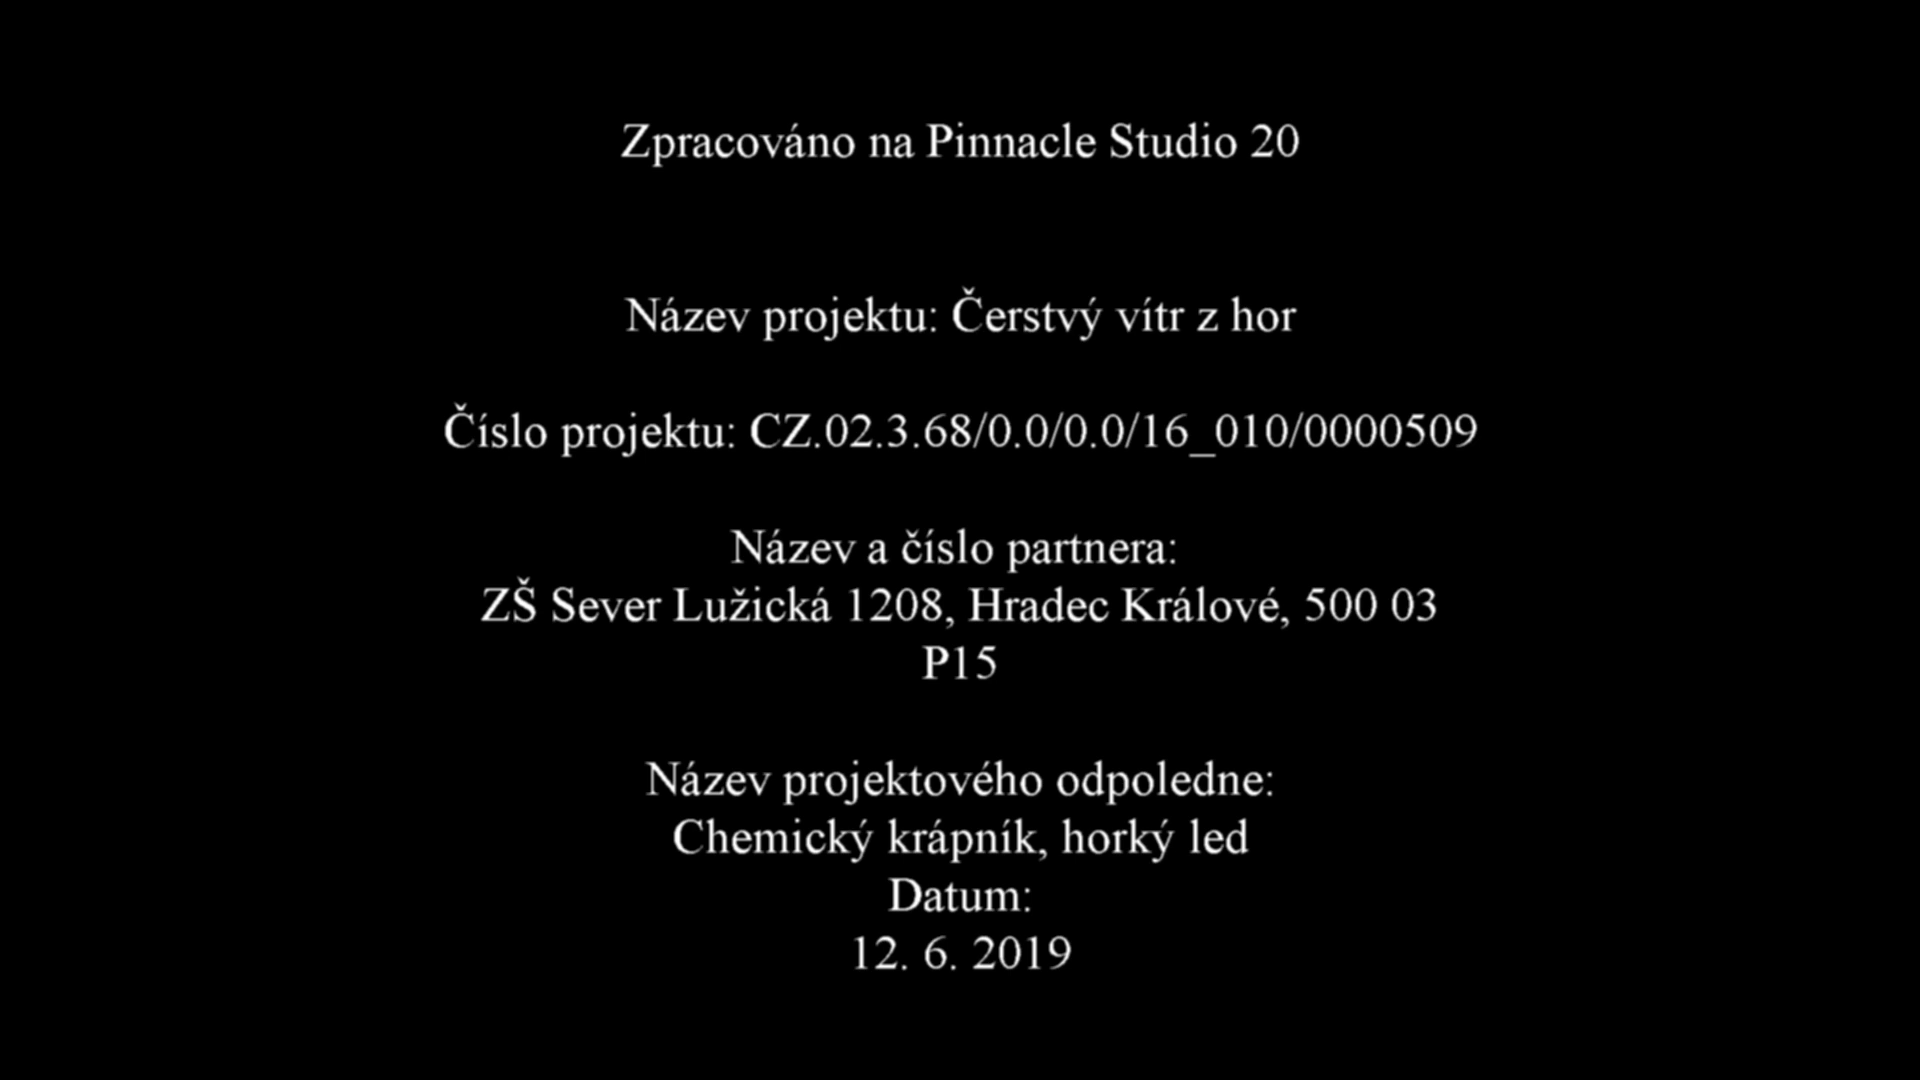 Zpracováno na Pinnacle Studio 20
Název projektu: Čerstvý vítr z hor
Číslo projektu: CZ.02.3.68/0.0/0.0/16_010/0000509
Název a číslo partnera:
ZŠ Sever Lužická 1208, Hradec Králové, 500 03
P15
Název projektového odpoledne:
Chemický krápník, horký led
Datum:
12. 6. 2019